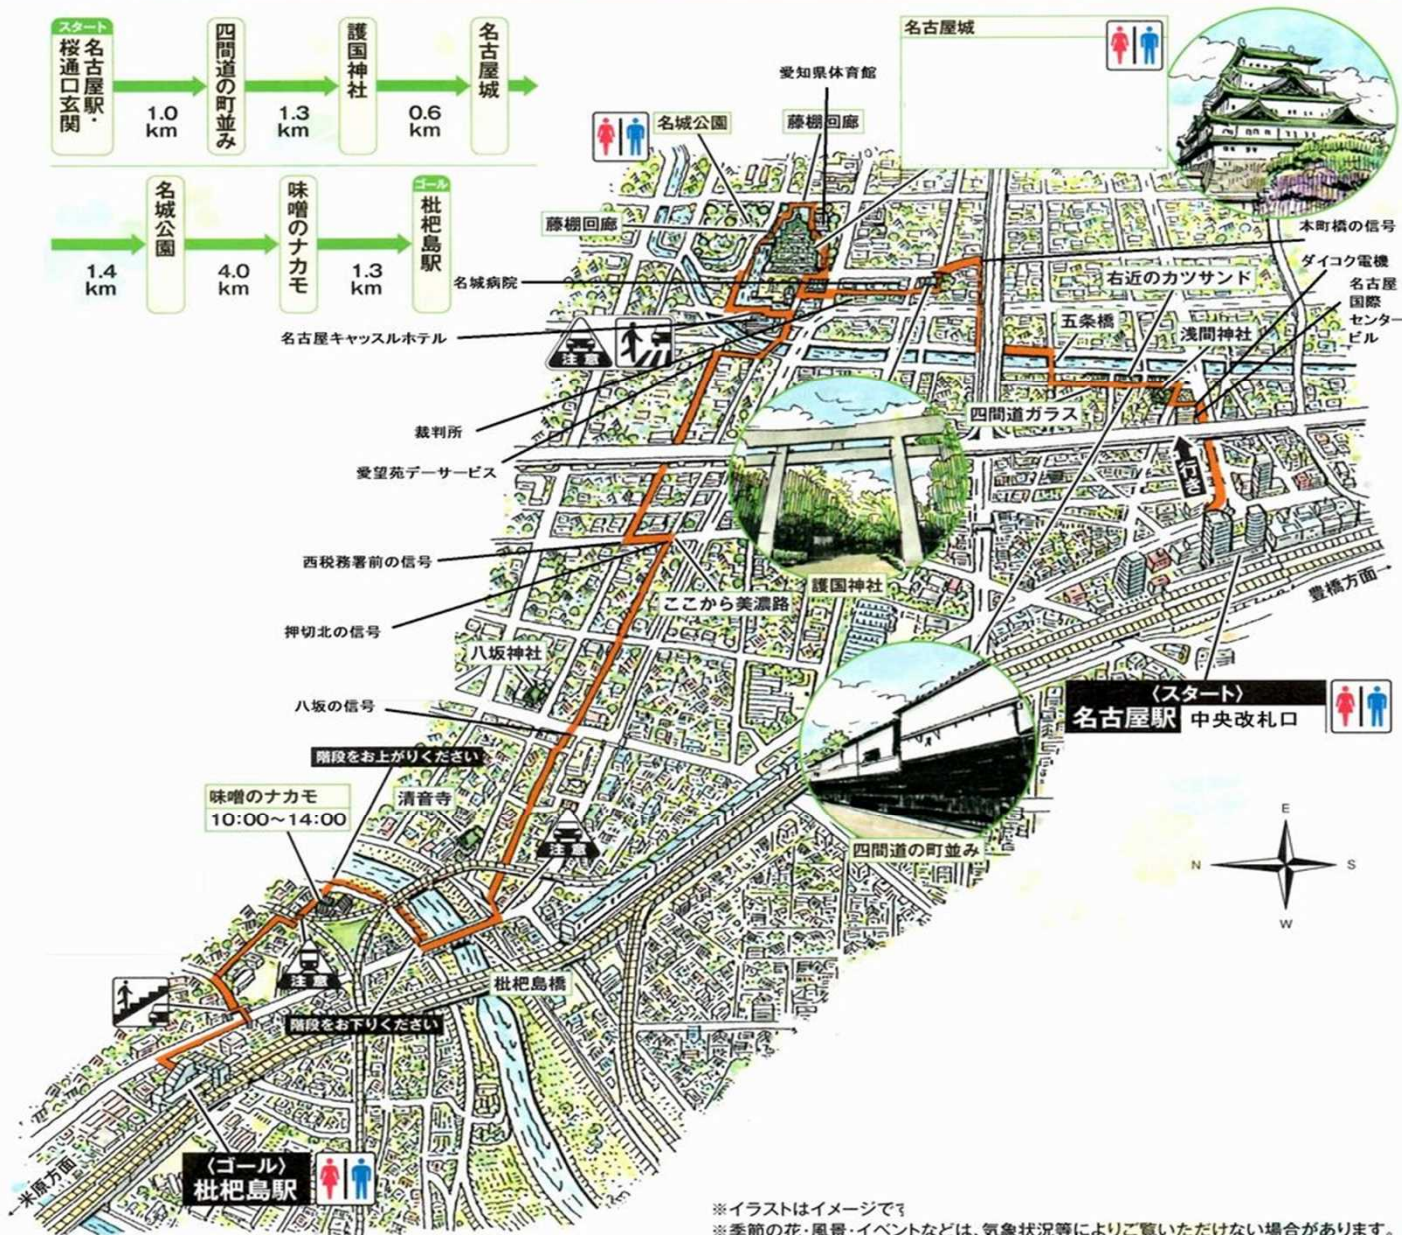 スタート
名古屋駅・
桜通口玄関
1.0
km
四間道の町並み
1.3
km
護国神社
0.6
km
名古屋城
1.4
km
名城公園
4.0
km
味噌のナカモ
1.3
km
ゴール
枇杷島駅
名古屋城
愛知県体育館
名城公園
藤棚回廊
藤棚回廊
本町橋の信号
名城病院
右近のカツサンド
ダイコク電機
名古屋
国際
センター
ビル
名古屋キャッスルホテル
注意
五条橋
浅間神社
四間道ガラス
裁判所
愛望苑デーサービス
行き
西税務署前の信号
護国神社
ここから美濃路
押切北の信号
豊橋方面
八坂神社
〈スタート〉
名古屋駅 中央改札口
八坂の信号
階段をお上がりください
味噌のナカモ
10:00〜14:00
清音寺
注意
四間道の町並み
E
N
S
W
注意
枇杷島橋
階段をお下りください
米原方面
〈ゴール〉
枇杷島駅
※イラストはイメージです
※季節の花・風景・イベントなどは、気象状況等によりご覧いただけない場合があります。